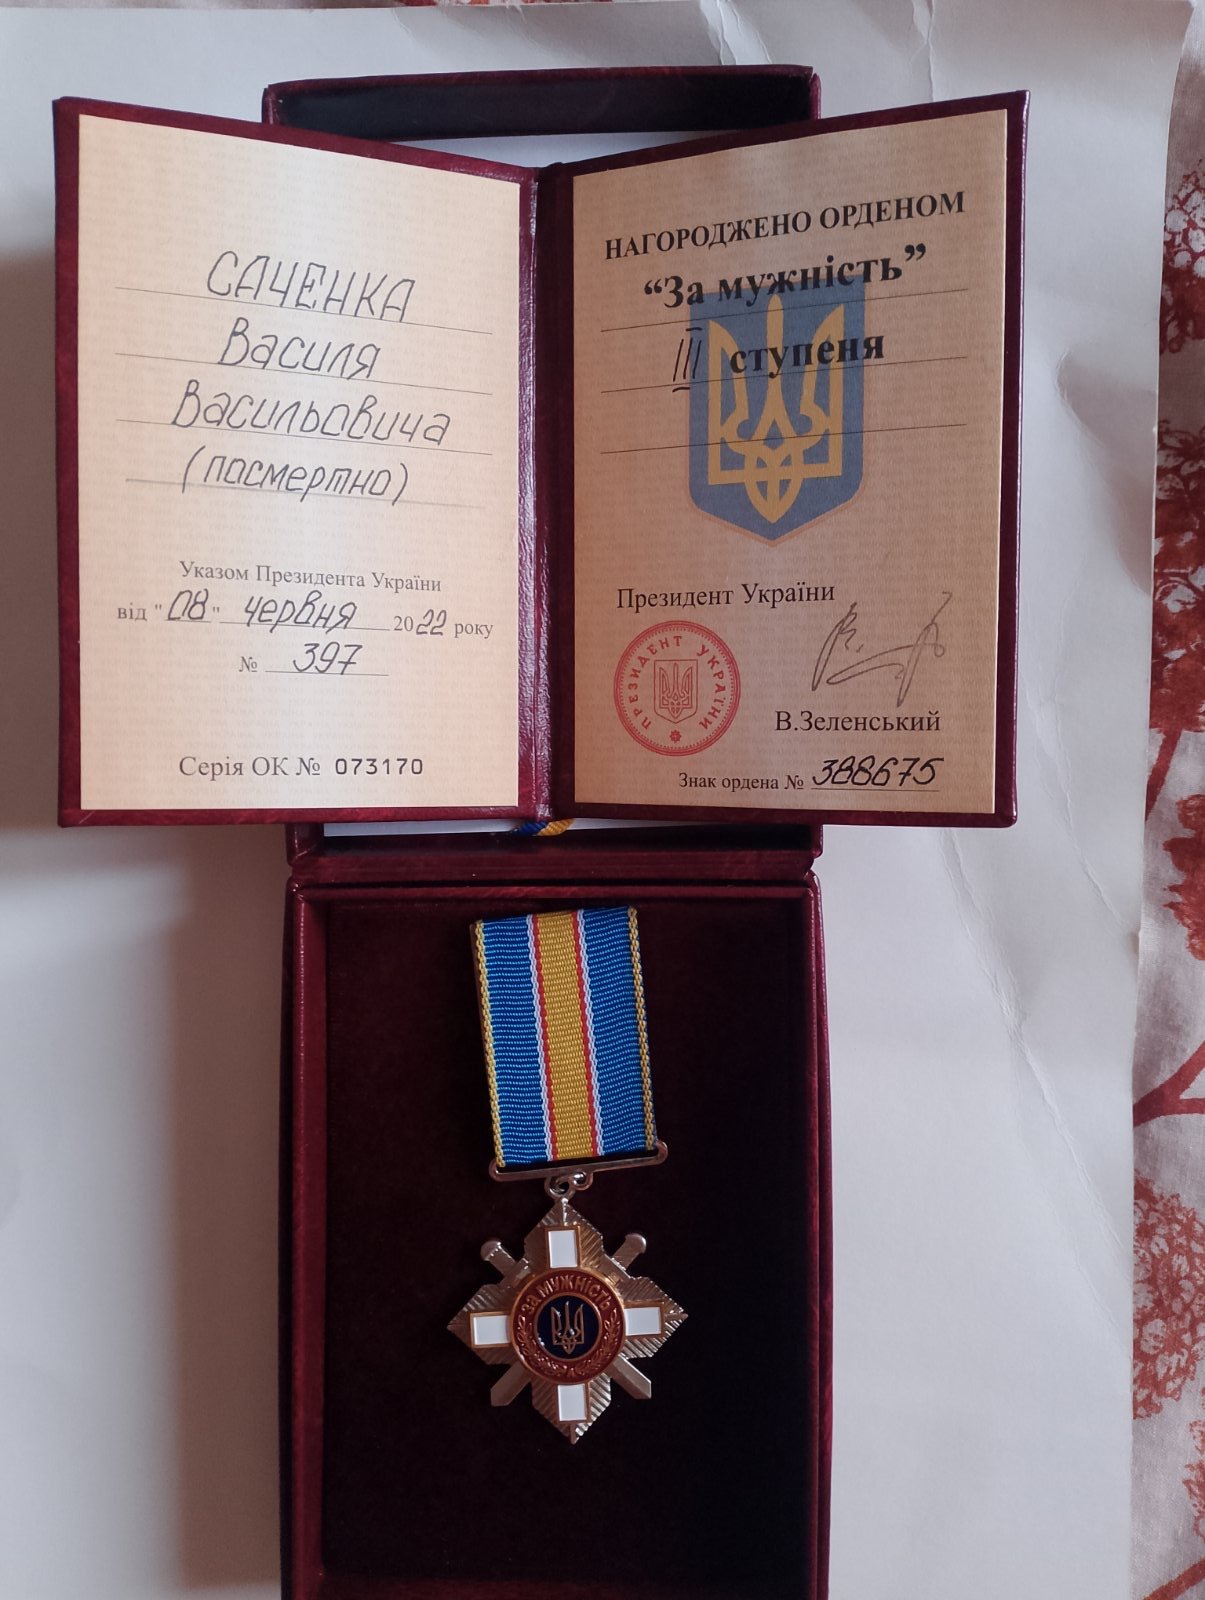 САЧЕНКА
Василя
Васильовича
(посмертно)
Указом Президента України
від "08" червня 2022 року
№ 397
Серія ОК № 073170
НАГОРОДЖЕНО ОРДЕНОМ
“За мужність”
III ступеня
Президент України
ПРЕЗИДЕНТ УКРАЇНИ
В.Зеленський
Знак ордена № 388675
ЗА МУЖНІСТЬ